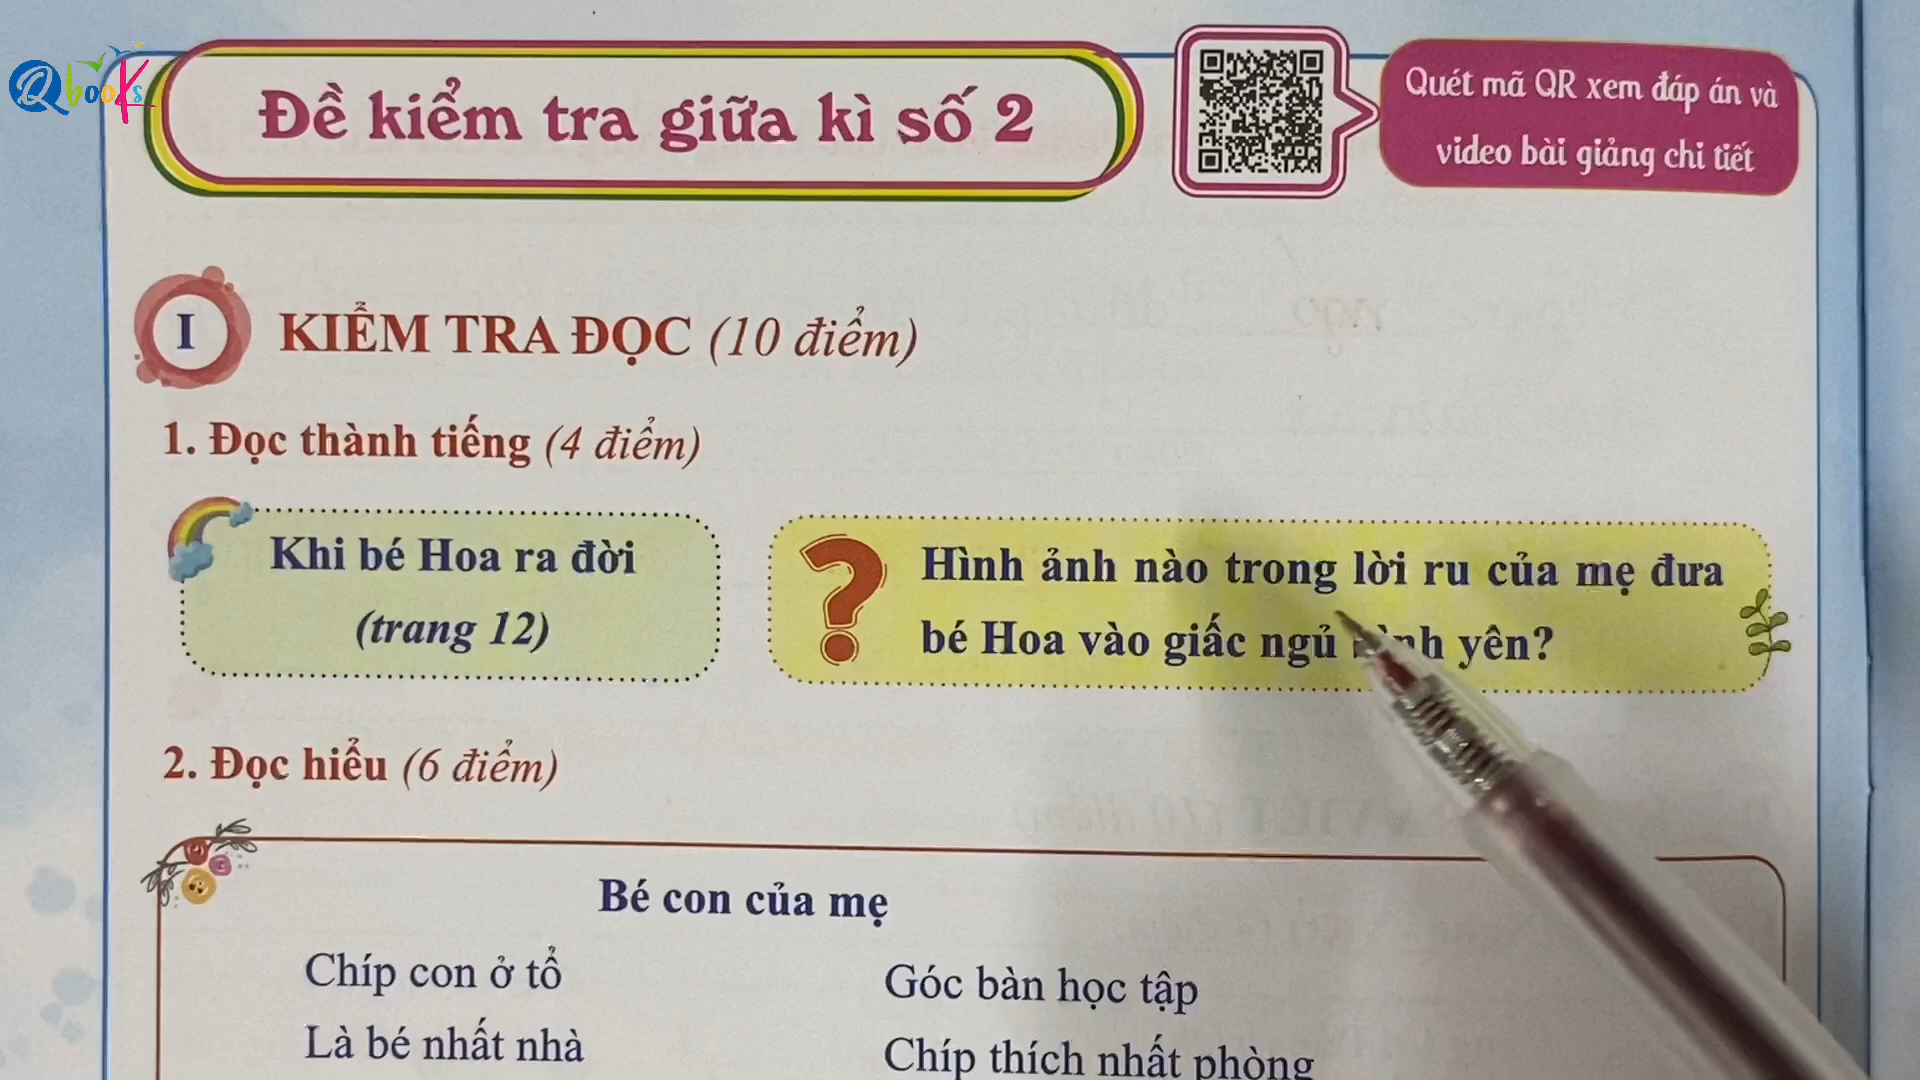 Qbooks
Đề kiểm tra giữa kì số 2
Quét mã QR xem đáp án và
video bài giảng chi tiết
I KIỂM TRA ĐỌC (10 điểm)
1. Đọc thành tiếng (4 điểm)
Khi bé Hoa ra đời
(trang 12)
Hình ảnh nào trong lời ru của mẹ đưa
bé Hoa vào giấc ngủ yên?
2. Đọc hiểu (6 điểm)
Bé con của mẹ
Chíp con ở tổ
Là bé nhất nhà
Góc bàn học tập
Chíp thích nhất phòng